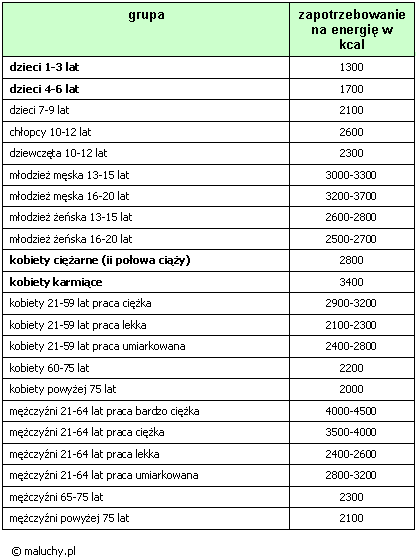 grupa zapotrzebowanie
na energię w
kcal
dzieci 1-3 lat 1300
dzieci 4-6 lat 1700
dzieci 7-9 lat 2100
chłopcy 10-12 lat 2600
dziewczęta 10-12 lat 2300
młodzież męska 13-15 lat 3000-3300
młodzież męska 16-20 lat 3200-3700
młodzież żeńska 13-15 lat 2600-2800
młodzież żeńska 16-20 lat 2500-2700
kobiety ciężarne (ii połowa ciąży) 2800
kobiety karmiące 3400
kobiety 21-59 lat praca ciężka 2900-3200
kobiety 21-59 lat praca lekka 2100-2300
kobiety 21-59 lat praca umiarkowana 2400-2800
kobiety 60-75 lat 2200
kobiety powyżej 75 lat 2000
mężczyźni 21-64 lat praca bardzo ciężka 4000-4500
mężczyźni 21-64 lat praca ciężka 3500-4000
mężczyźni 21-64 lat praca lekka 2400-2600
mężczyźni 21-64 lat praca umiarkowana 2800-3200
mężczyźni 65-75 lat 2300
mężczyźni powyżej 75 lat 2100
© maluchy.pl